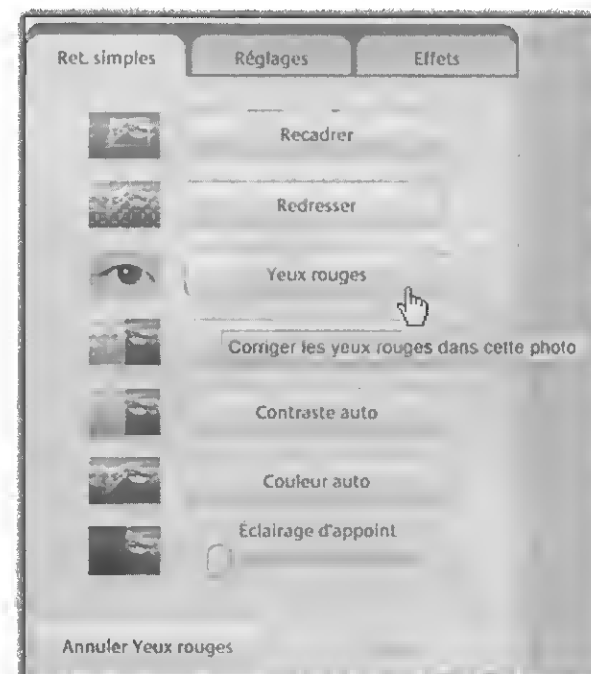 Ret. simples
Réglages
Effets
Recadrer
Redresser
Yeux rouges
Corriger les yeux rouges dans cette photo
Contraste auto
Couleur auto
Éclairage d'appoint
Annuler Yeux rouges